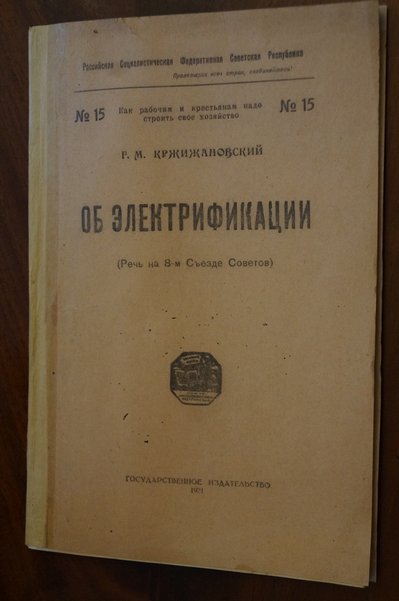 Российская Социалистическая Федеративная Советская Республика
Пролетарии всех стран, соединяйтесь!
№ 15 Как рабочим и крестьянам надо строить свое хозяйство № 15
Г. М. КРЖИЖАНОВСКИЙ
ОБ ЭЛЕКТРИФИКАЦИИ
(Речь на 8-м Съезде Советов)
ГОСУДАРСТВЕННОЕ ИЗДАТЕЛЬСТВО
1921